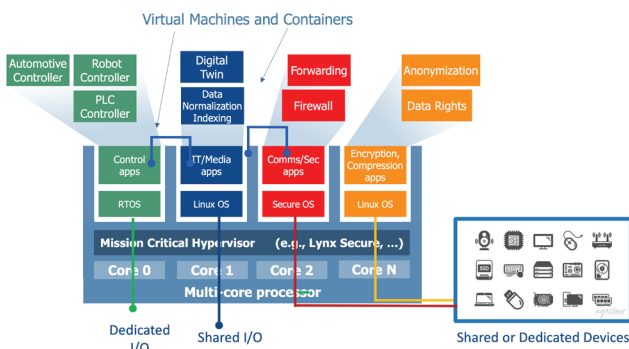 Virtual Machines and Containers
Automotive
Controller
Robot
Controller
PLC
Controller
Digital
Twin
Data
Normalization
Indexing
Forwarding
Firewall
Anonymization
Data Rights
Control
apps
IT/Media
apps
Comms/Sec
apps
Encryption,
Compression
apps
RTOS
Linux OS
Secure OS
Linux OS
Mission Critical Hypervisor (e.g., Lynx Secure, ...)
Core 0 Core 1 Core 2 Core N
Multi-core processor
SSD
Dedicated
I/O
Shared I/O
Shared or Dedicated Devices